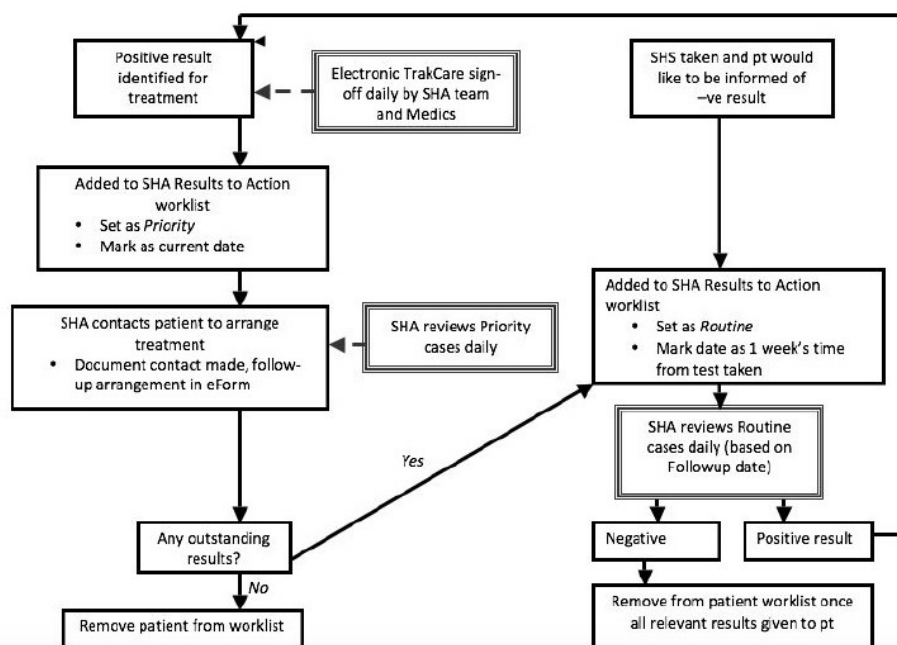 Positive result
identified for
treatment
Electronic TrakCare sign-
off daily by SHA team
and Medics
SHS taken and pt would
like to be informed of
–ve result
Added to SHA Results to Action
worklist
• Set as Priority
• Mark as current date
SHA contacts patient to arrange
treatment
• Document contact made, follow-
up arrangement in eForm
SHA reviews Priority
cases daily
Added to SHA Results to Action
worklist
• Set as Routine
• Mark date as 1 week's time
from test taken
SHA reviews Routine
cases daily (based on
Followup date)
Yes
Any outstanding
results?
Negative
Positive result
No
Remove patient from worklist
Remove from patient worklist once
all relevant results given to pt